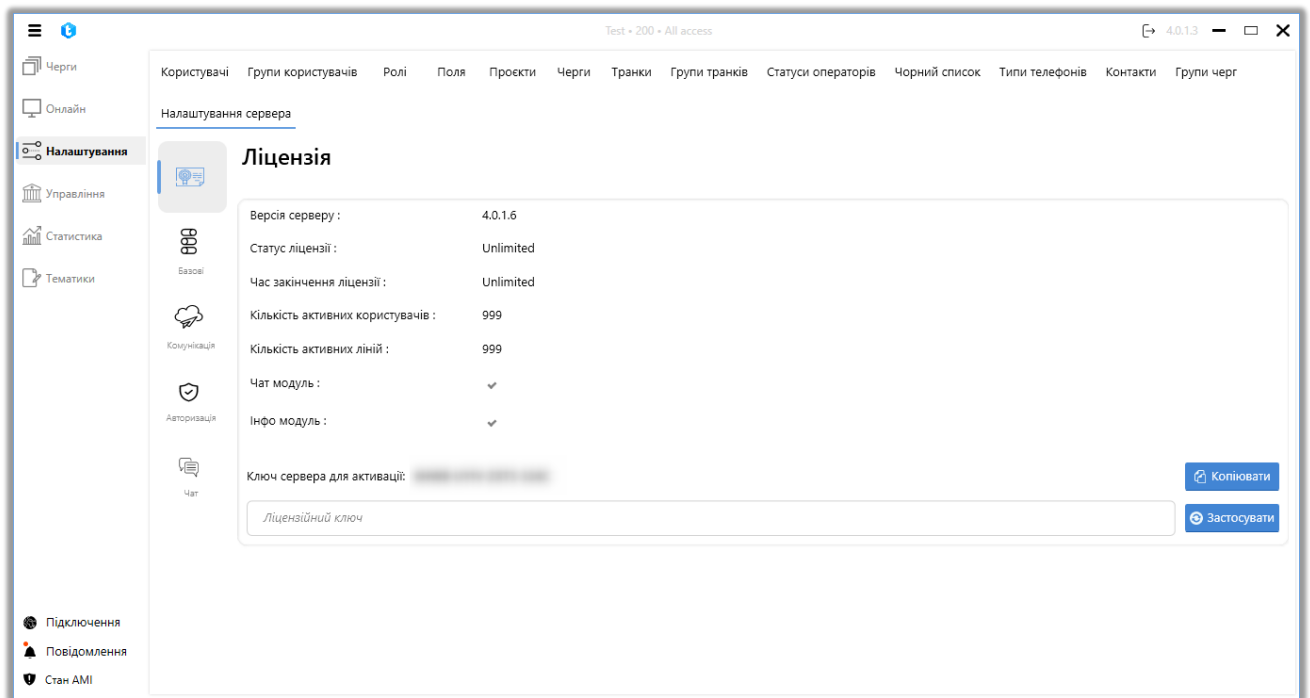 Test • 200 • All access
4.0.1.3
Черги
Онлайн
Налаштування
Управління
Статистика
Тематики
Користувачі Групи користувачів Ролі Поля Проєкти Черги Транки Групи транків Статуси операторів Чорний список Типи телефонів Контакти Групи черг
Налаштування сервера
Базові
Комунікація
Авторизація
Чат
Ліцензія
Версія серверу : 4.0.1.6
Статус ліцензії : Unlimited
Час закінчення ліцензії : Unlimited
Кількість активних користувачів : 999
Кількість активних ліній : 999
Чат модуль :
Інфо модуль :
Ключ сервера для активації:
Копіювати
Ліцензійний ключ
Застосувати
Підключення
Повідомлення
Стан AMI